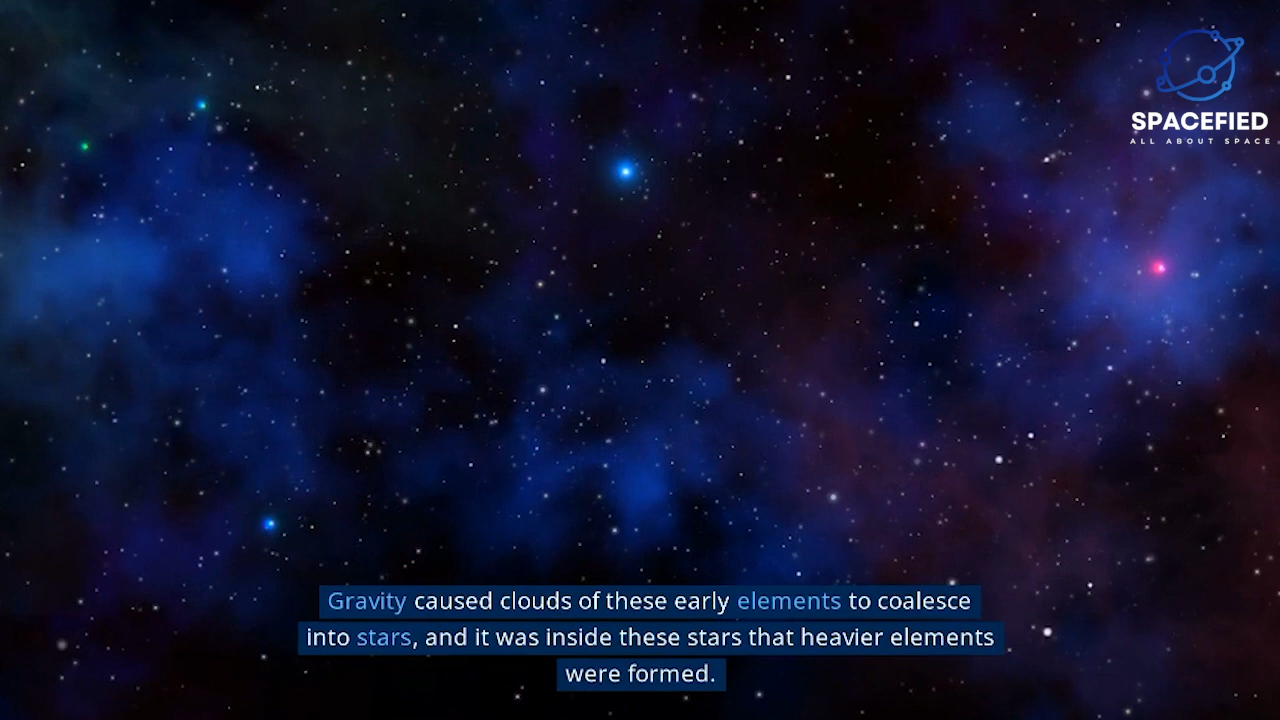 SPACEFIED
ALL ABOUT SPACE
Gravity caused clouds of these early elements to coalesce
into stars, and it was inside these stars that heavier elements
were formed.